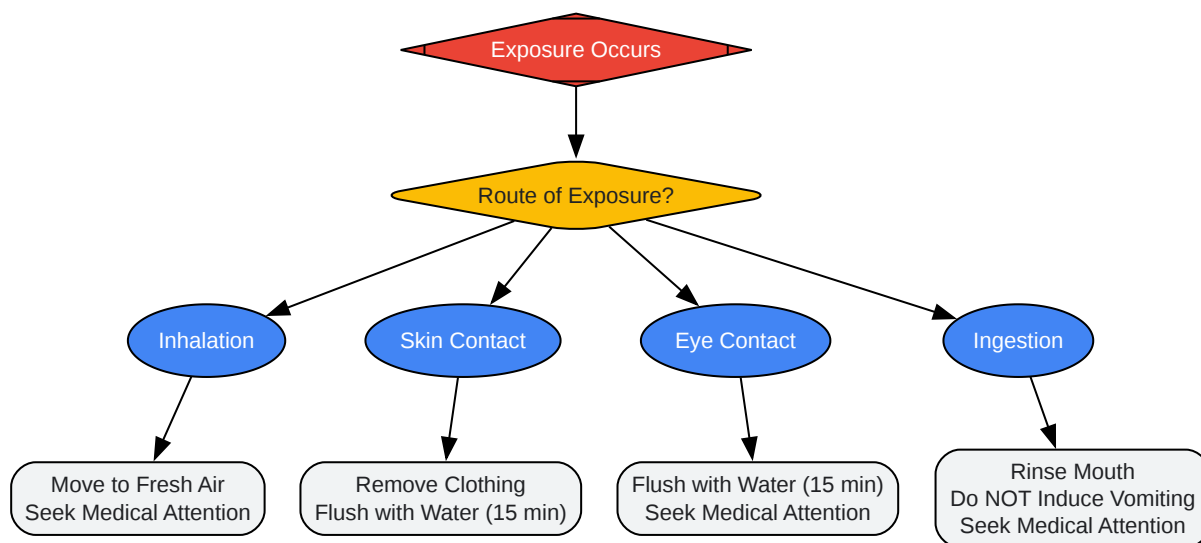 Exposure Occurs
Route of Exposure?
Inhalation
Skin Contact
Eye Contact
Ingestion
Move to Fresh Air
Seek Medical Attention
Remove Clothing
Flush with Water (15 min)
Flush with Water (15 min)
Seek Medical Attention
Rinse Mouth
Do NOT Induce Vomiting
Seek Medical Attention